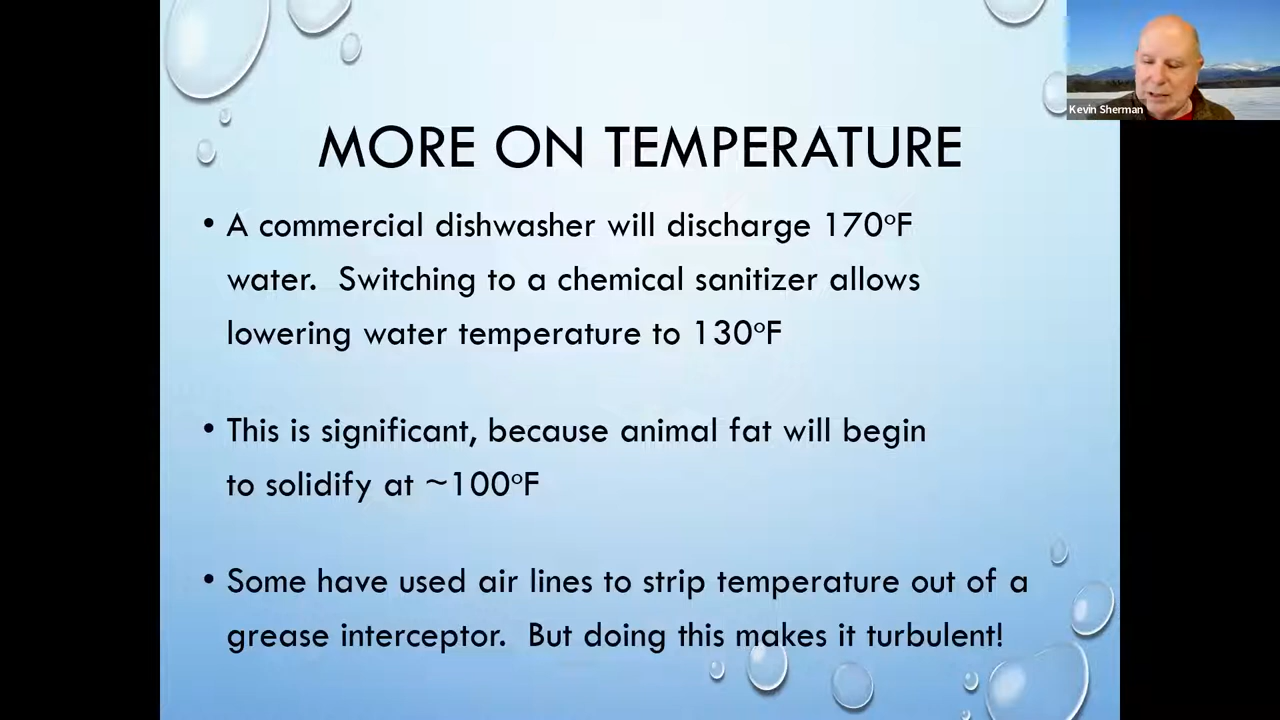 MORE ON TEMPERATURE
• A commercial dishwasher will discharge 170°F
water.  Switching to a chemical sanitizer allows
lowering water temperature to 130°F
• This is significant, because animal fat will begin
to solidify at ~100°F
• Some have used air lines to strip temperature out of a
grease interceptor.  But doing this makes it turbulent!
Kevin Sherman